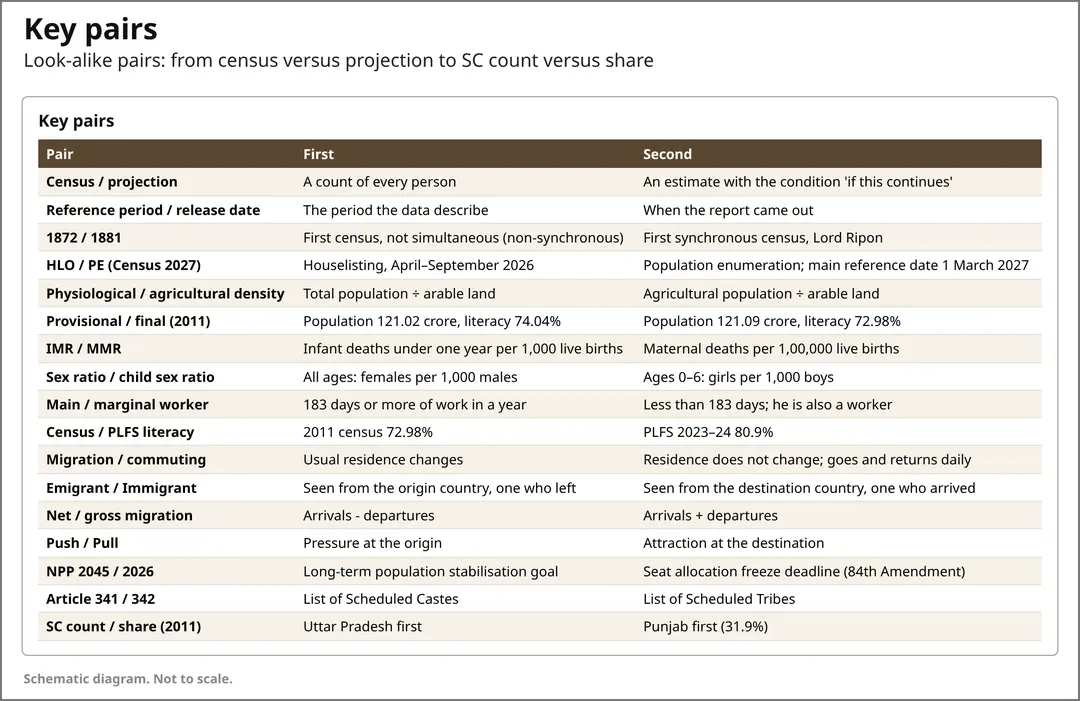 Key pairs
Look-alike pairs: from census versus projection to SC count versus share
Key pairs
Pair First Second
Census / projection A count of every person An estimate with the condition 'if this continues'
Reference period / release date The period the data describe When the report came out
1872 / 1881 First census, not simultaneous (non-synchronous) First synchronous census, Lord Ripon
HLO / PE (Census 2027) Houselisting, April–September 2026 Population enumeration; main reference date 1 March 2027
Physiological / agricultural density Total population ÷ arable land Agricultural population ÷ arable land
Provisional / final (2011) Population 121.02 crore, literacy 74.04% Population 121.09 crore, literacy 72.98%
IMR / MMR Infant deaths under one year per 1,000 live births Maternal deaths per 1,00,000 live births
Sex ratio / child sex ratio All ages: females per 1,000 males Ages 0–6: girls per 1,000 boys
Main / marginal worker 183 days or more of work in a year Less than 183 days; he is also a worker
Census / PLFS literacy 2011 census 72.98% PLFS 2023–24 80.9%
Migration / commuting Usual residence changes Residence does not change; goes and returns daily
Emigrant / Immigrant Seen from the origin country, one who left Seen from the destination country, one who arrived
Net / gross migration Arrivals - departures Arrivals + departures
Push / Pull Pressure at the origin Attraction at the destination
NPP 2045 / 2026 Long-term population stabilisation goal Seat allocation freeze deadline (84th Amendment)
Article 341 / 342 List of Scheduled Castes List of Scheduled Tribes
SC count / share (2011) Uttar Pradesh first Punjab first (31.9%)
Schematic diagram. Not to scale.